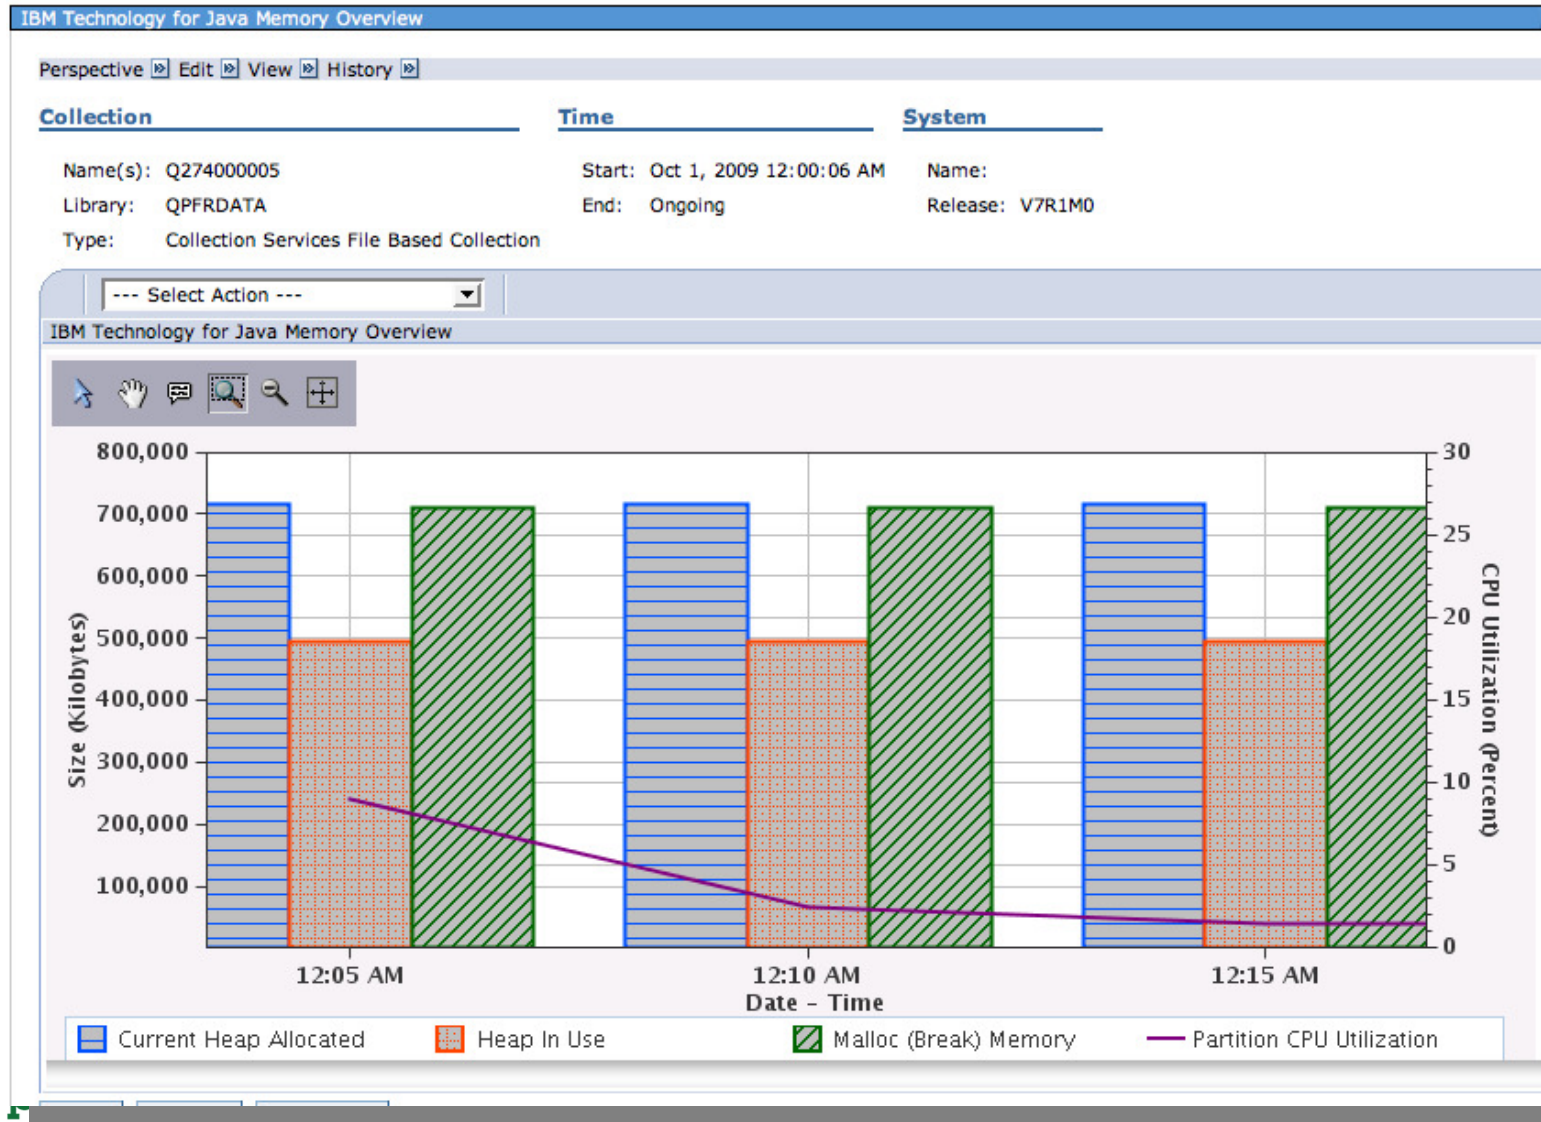 IBM Technology for Java Memory Overview
Perspective Edit View History
Collection Time System
Name(s): Q274000005 Start: Oct 1, 2009 12:00:06 AM Name:
Library: QPFRDATA End: Ongoing Release: V7R1M0
Type: Collection Services File Based Collection
--- Select Action ---
IBM Technology for Java Memory Overview
800,000
700,000
600,000
500,000
400,000
300,000
200,000
100,000
Size (Kilobytes)
30
25
20
15
10
5
0
CPU Utilization (Percent)
12:05 AM 12:10 AM 12:15 AM
Date - Time
Current Heap Allocated Heap In Use Malloc (Break) Memory Partition CPU Utilization